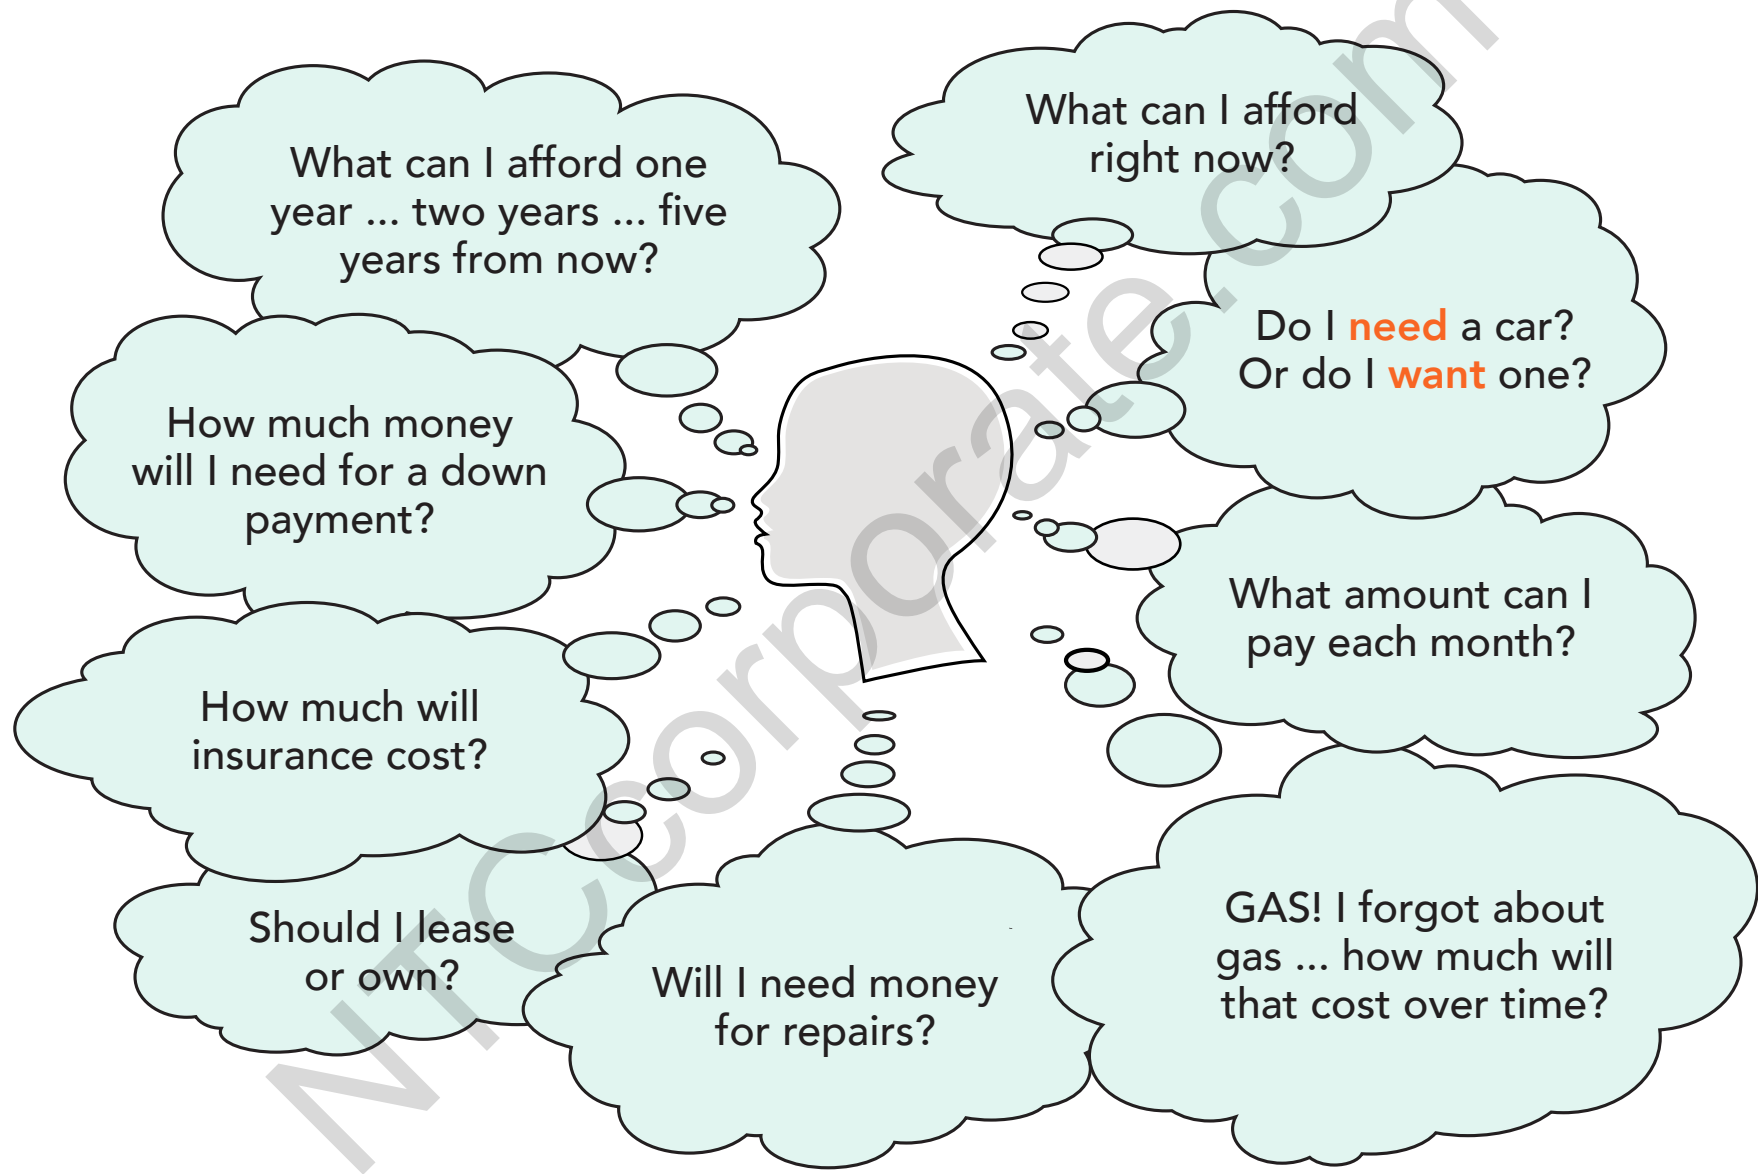 What can I afford one
year ... two years ... five
years from now?
What can I afford
right now?
Do I need a car?
Or do I want one?
How much money
will I need for a down
payment?
What amount can I
pay each month?
How much will
insurance cost?
Should I lease
or own?
Will I need money
for repairs?
GAS! I forgot about
gas ... how much will
that cost over time?
NTCcorporate.com